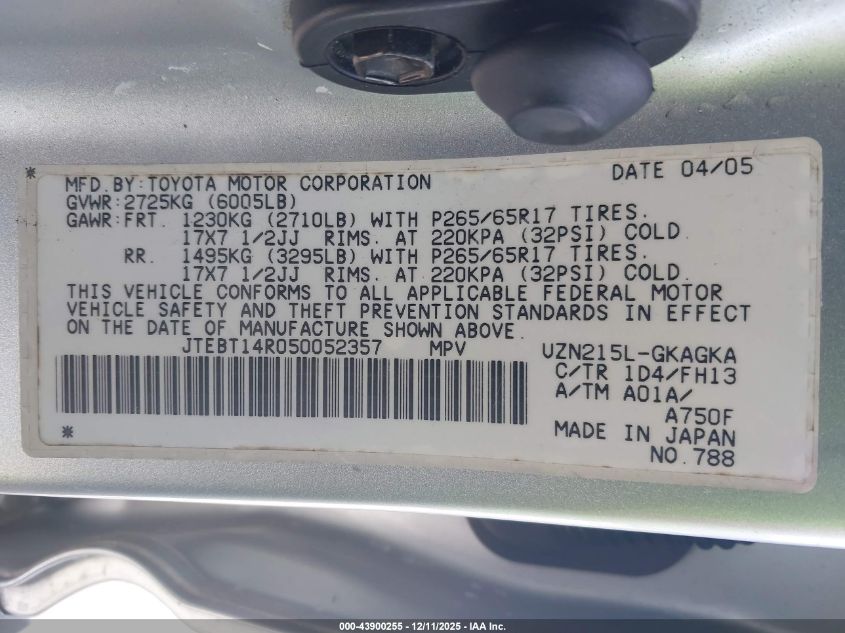 DATE 04/05
MFD. BY: TOYOTA MOTOR CORPORATION
GVWR: 2725KG (6005LB)
GAWR: FRT. 1230KG (2710LB) WITH P265/65R17 TIRES.
17X7 1/2JJ RIMS. AT 220KPA (32PSI) COLD.
RR. 1495KG (3295LB) WITH P265/65R17 TIRES.
17X7 1/2JJ RIMS. AT 220KPA (32PSI) COLD.
THIS VEHICLE CONFORMS TO ALL APPLICABLE FEDERAL MOTOR
VEHICLE SAFETY AND THEFT PREVENTION STANDARDS IN EFFECT
ON THE DATE OF MANUFACTURE SHOWN ABOVE.
JTEBT14R050052357 MPV UZN215L-GKAGKA
C/TR 1D4/FH13
A/TM A01A/
A750F
MADE IN JAPAN
NO. 788
000-43900255 - 12/11/2025 - IAA Inc.